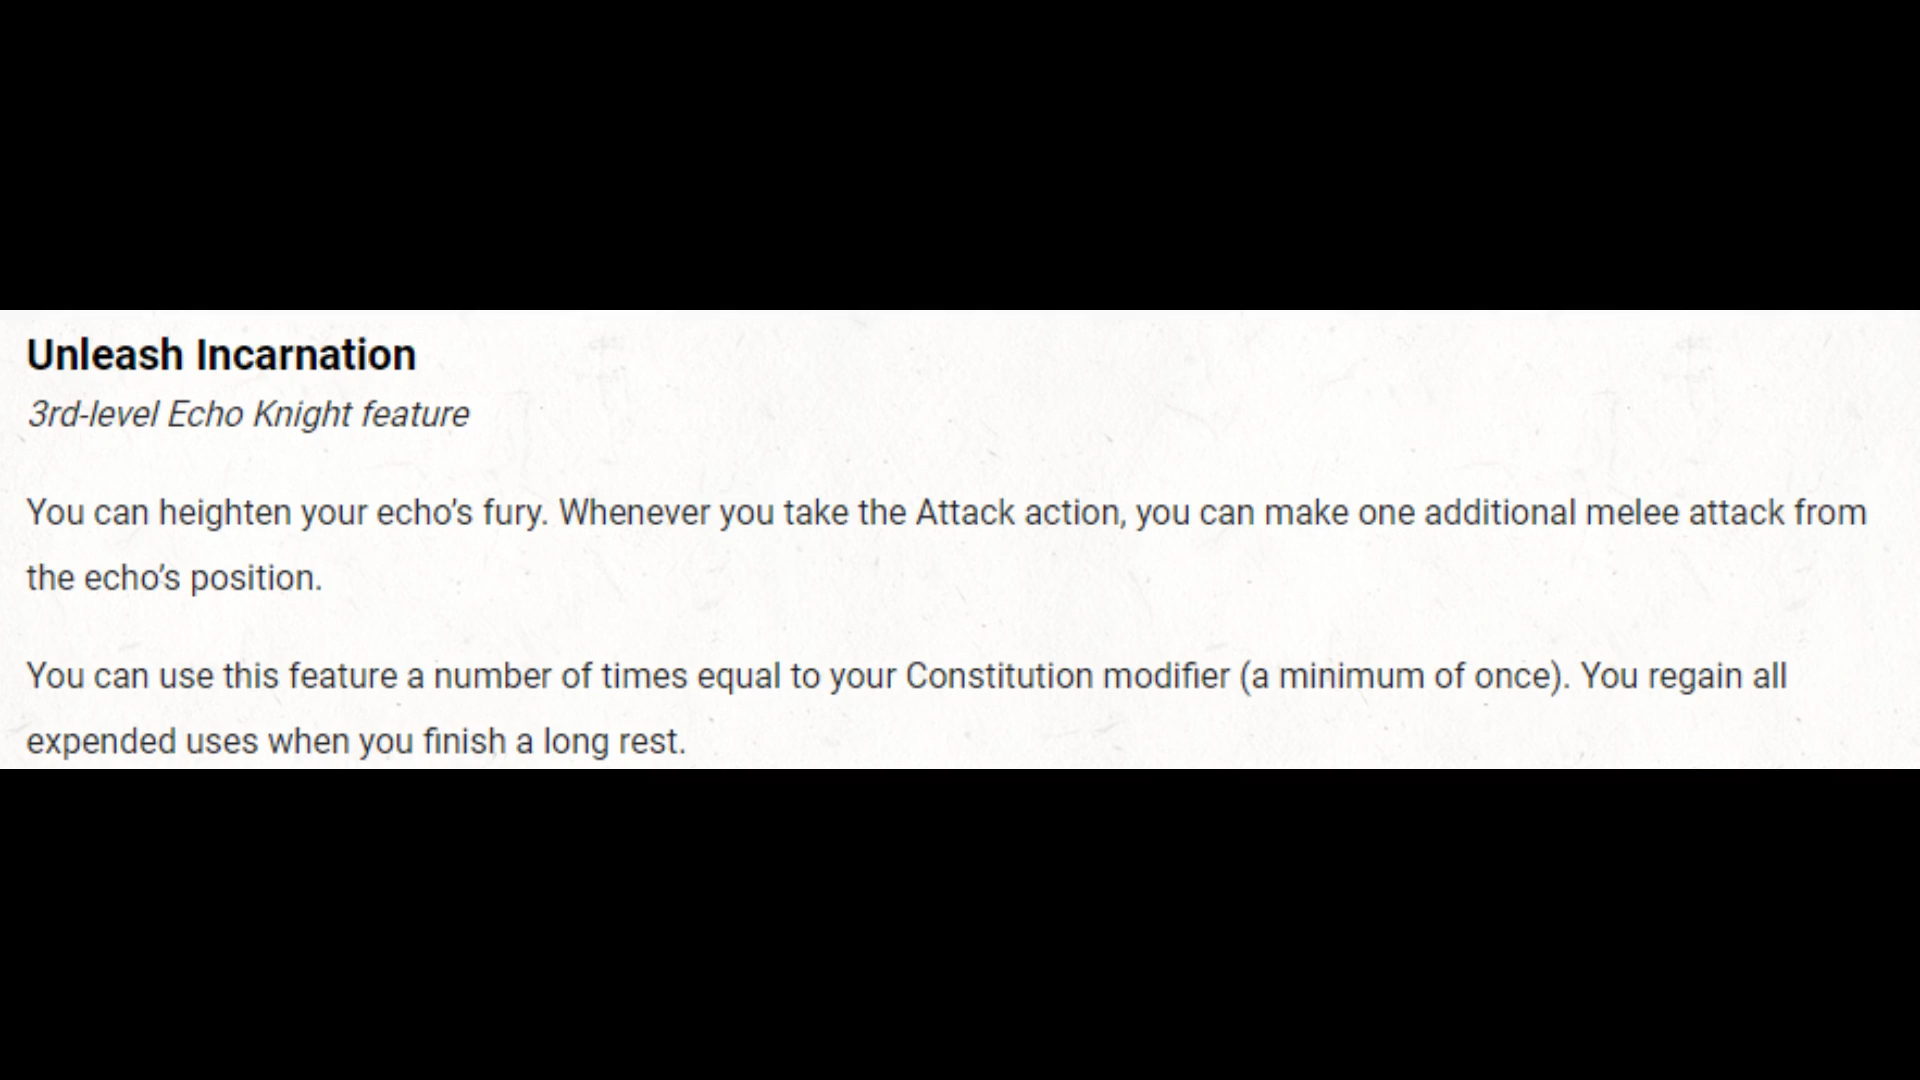 Unleash Incarnation
3rd-level Echo Knight feature
You can heighten your echo’s fury. Whenever you take the Attack action, you can make one additional melee attack from
the echo’s position.
You can use this feature a number of times equal to your Constitution modifier (a minimum of once). You regain all
expended uses when you finish a long rest.